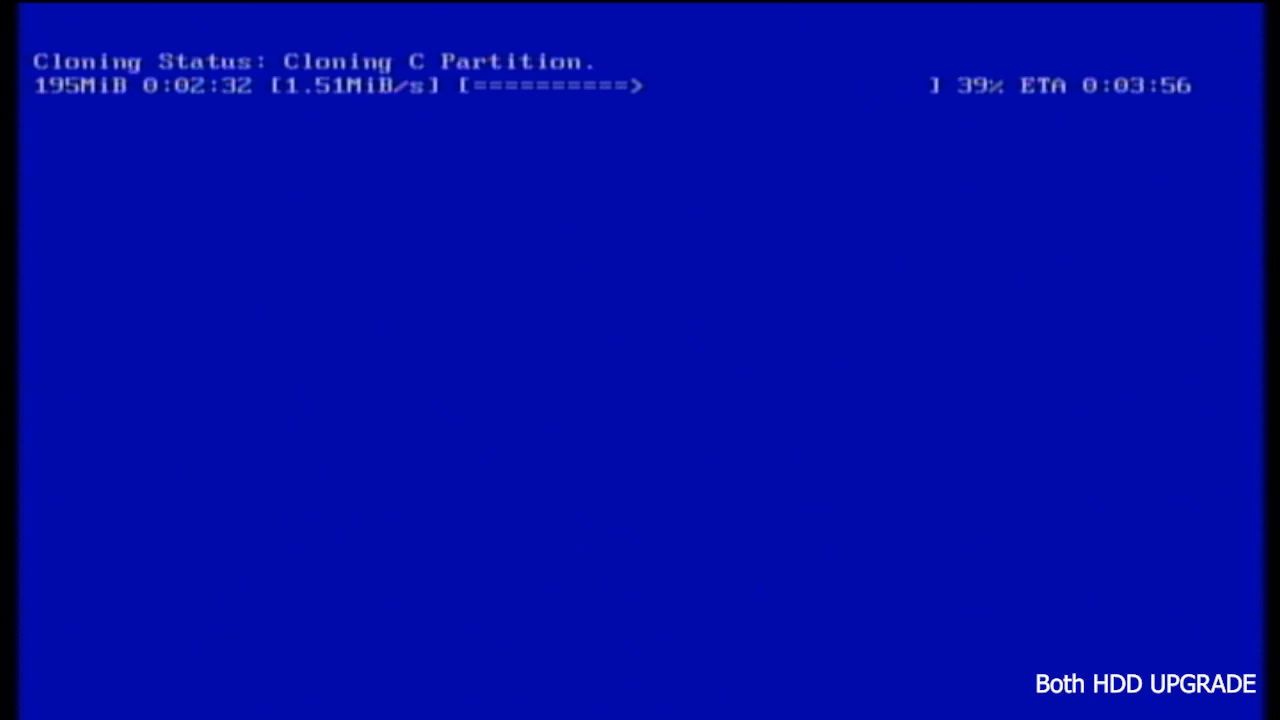 Cloning Status: Cloning C Partition.
195MiB 0:02:32 [1.51MiB/s] [==========>                  ] 39% ETA 0:03:56
Both HDD UPGRADE